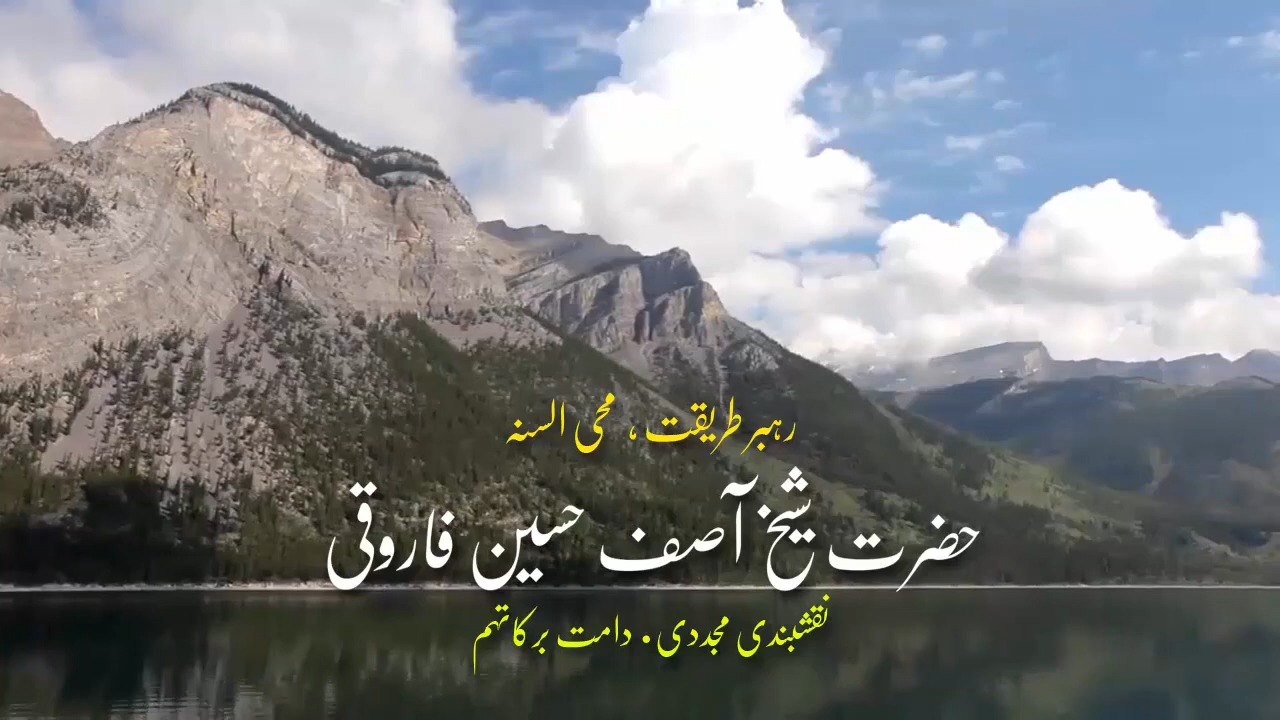 رہبر طریقت، محی السنہ
حضرت شیخ آصف حسین فاروقی
نقشبندی مجددی . دامت برکاتہم